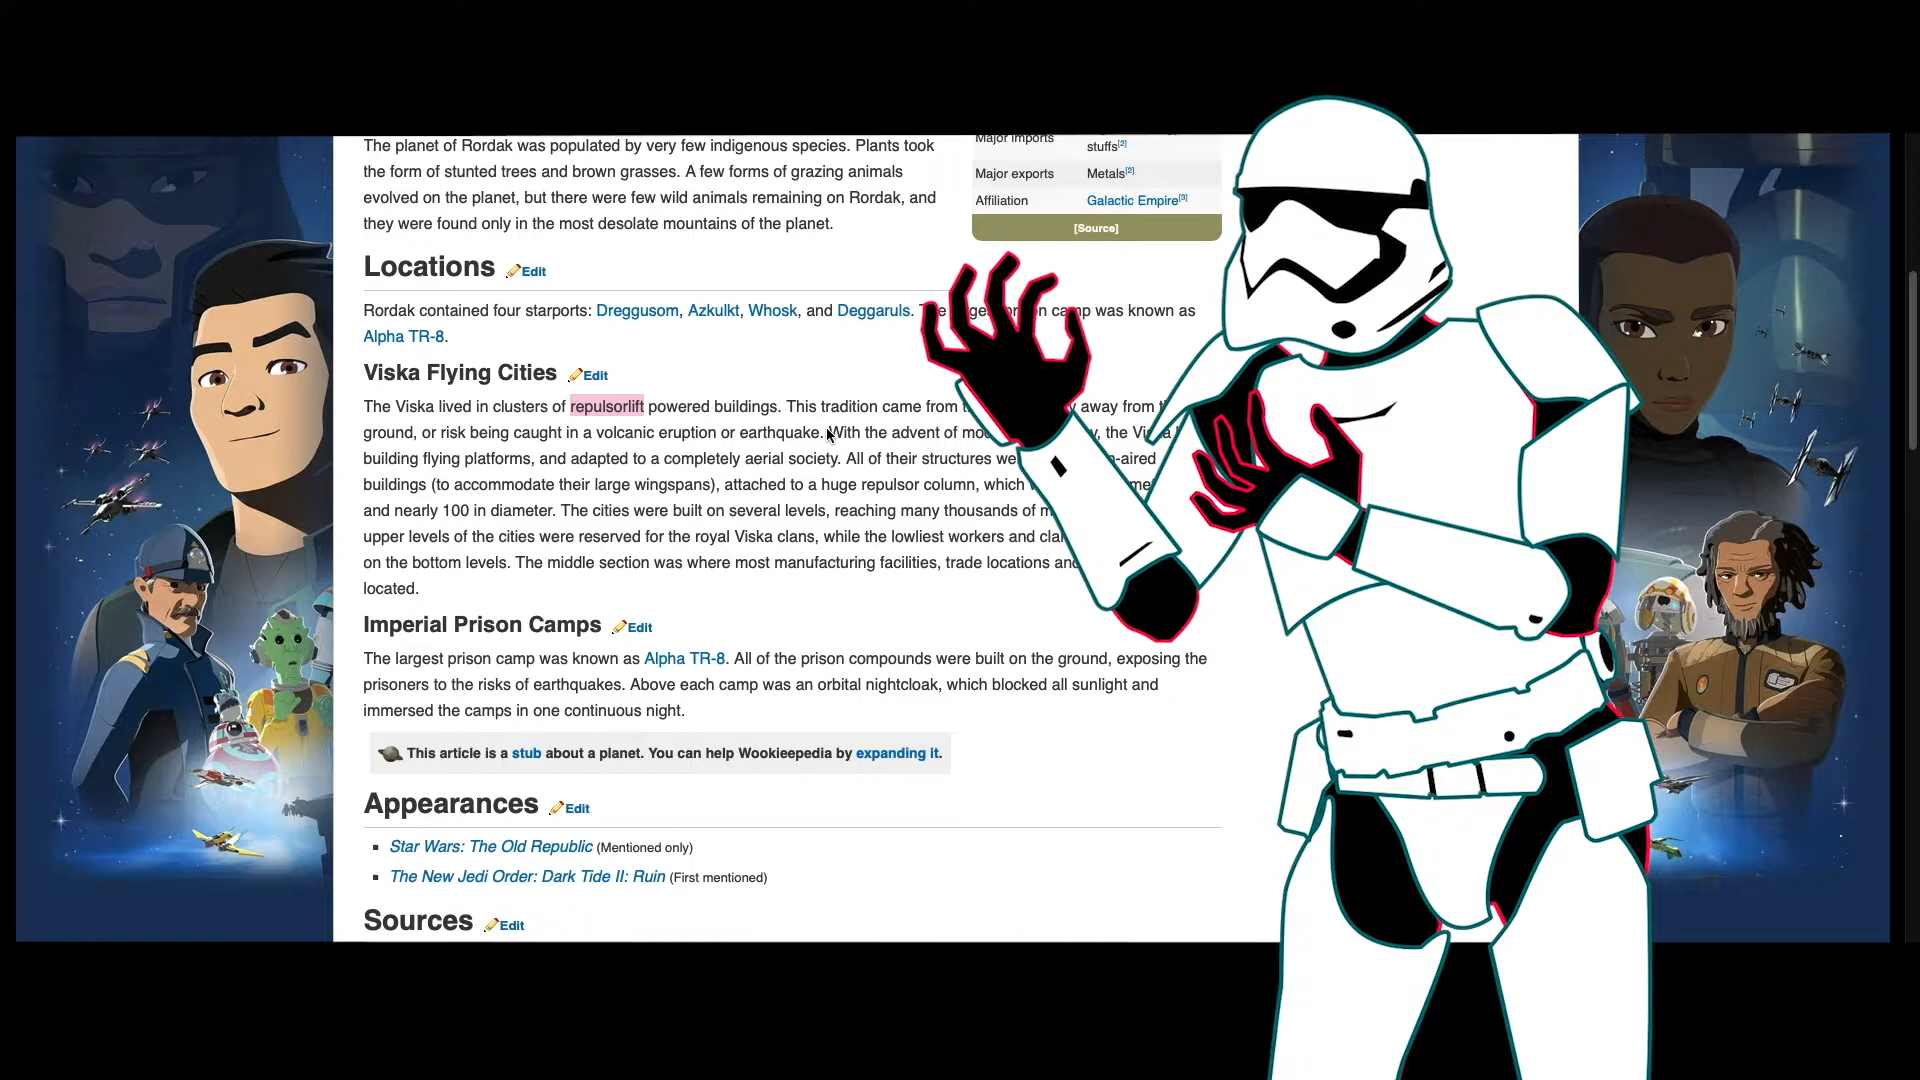 The planet of Rordak was populated by very few indigenous species. Plants took
the form of stunted trees and brown grasses. A few forms of grazing animals
evolved on the planet, but there were few wild animals remaining on Rordak, and
they were found only in the most desolate mountains of the planet.
Major imports
stuffs[2]
Major exports Metals[2]
Affiliation Galactic Empire[3]
[Source]
Locations Edit
Rordak contained four starports: Dreggusom, Azkulkt, Whosk, and Deggaruls. camp was known as
Alpha TR-8.
Viska Flying Cities Edit
The Viska lived in clusters of repulsorlift powered buildings. This tradition came from away from
ground, or risk being caught in a volcanic eruption or earthquake. With the advent of the
building flying platforms, and adapted to a completely aerial society. All of their structures
buildings (to accommodate their large wingspans), attached to a huge repulsor column, which
and nearly 100 in diameter. The cities were built on several levels, reaching many thousands of
upper levels of the cities were reserved for the royal Viska clans, while the lowliest workers and
on the bottom levels. The middle section was where most manufacturing facilities, trade locations
located.
Imperial Prison Camps Edit
The largest prison camp was known as Alpha TR-8. All of the prison compounds were built on the ground, exposing the
prisoners to the risks of earthquakes. Above each camp was an orbital nightcloak, which blocked all sunlight and
immersed the camps in one continuous night.
This article is a stub about a planet. You can help Wookieepedia by expanding it.
Appearances Edit
Star Wars: The Old Republic (Mentioned only)
The New Jedi Order: Dark Tide II: Ruin (First mentioned)
Sources Edit